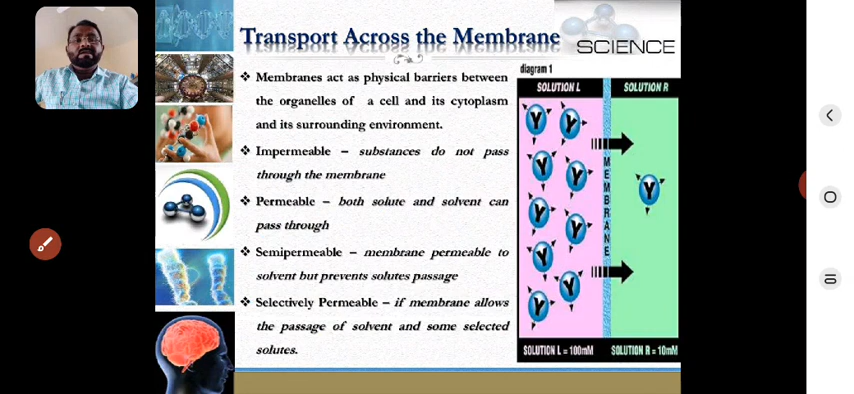 Transport Across the Membrane
SCIENCE
❖ Membranes act as physical barriers between
the organelles of a cell and its cytoplasm
and its surrounding environment.
❖ Impermeable – substances do not pass
through the membrane
❖ Permeable – both solute and solvent can
pass through
❖ Semipermeable – membrane permeable to
solvent but prevents solutes passage
❖ Selectively Permeable – if membrane allows
the passage of solvent and some selected
solutes.
diagram 1
SOLUTION L
SOLUTION R
Y
Y
Y
Y
Y
Y
Y
Y
Y
Y
MEMBRANE
SOLUTION L = 100mM
SOLUTION R = 10mM